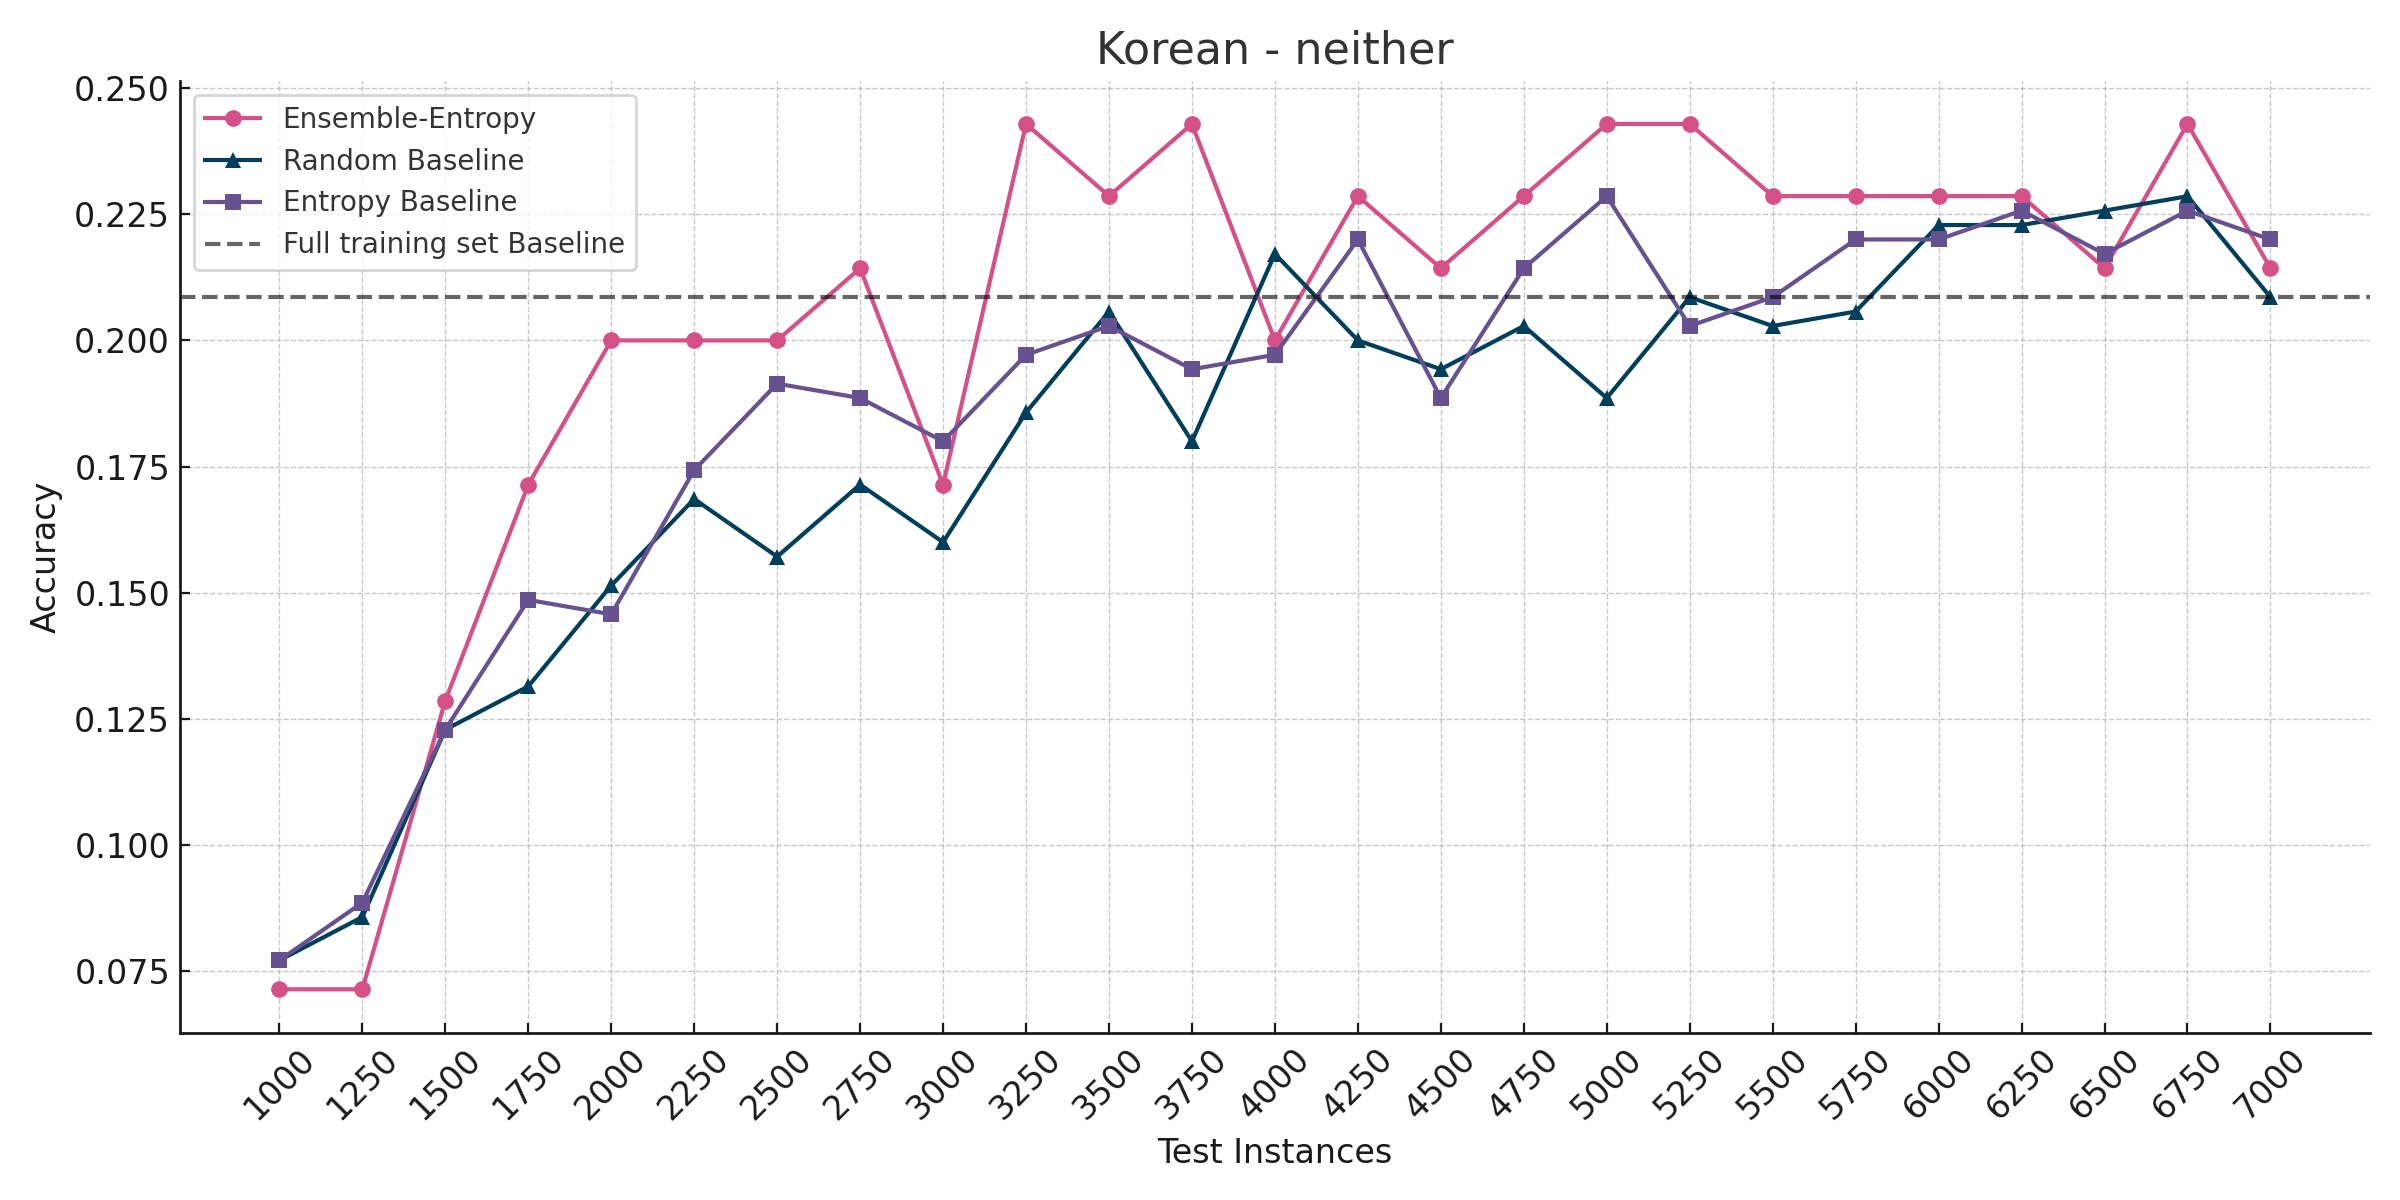 Korean - neither
Ensemble-Entropy
Random Baseline
Entropy Baseline
Full training set Baseline
Accuracy
0.250
0.225
0.200
0.175
0.150
0.125
0.100
0.075
1000 1250 1500 1750 2000 2250 2500 2750 3000 3250 3500 3750 4000 4250 4500 4750 5000 5250 5500 5750 6000 6250 6500 6750 7000
Test Instances